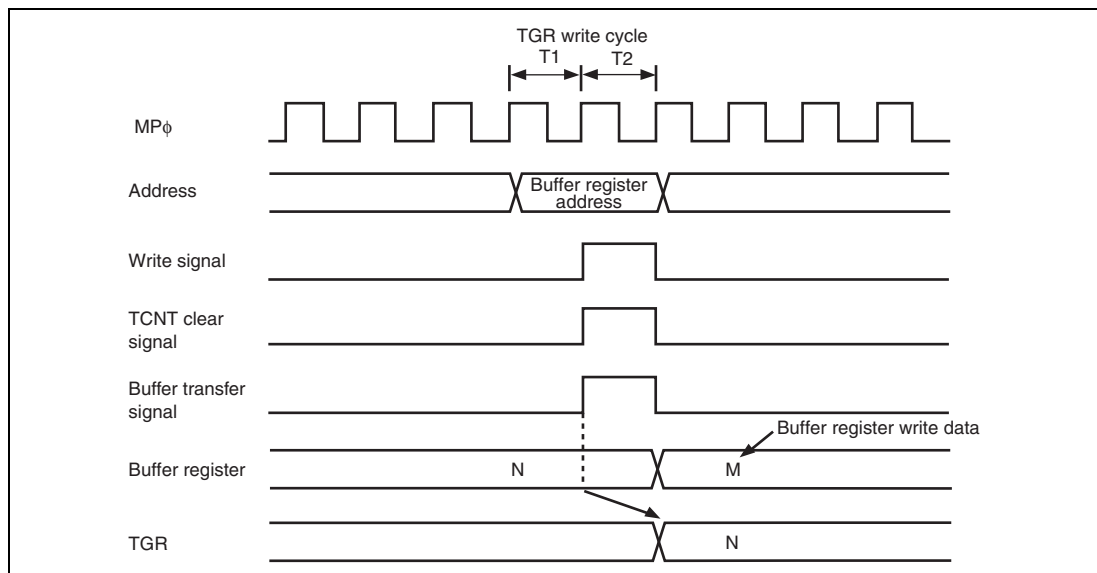 TGR write cycle
T1 T2
MPϕ
Address
Buffer register
address
Write signal
TCNT clear
signal
Buffer transfer
signal
Buffer register write data
Buffer register
N
M
TGR
N